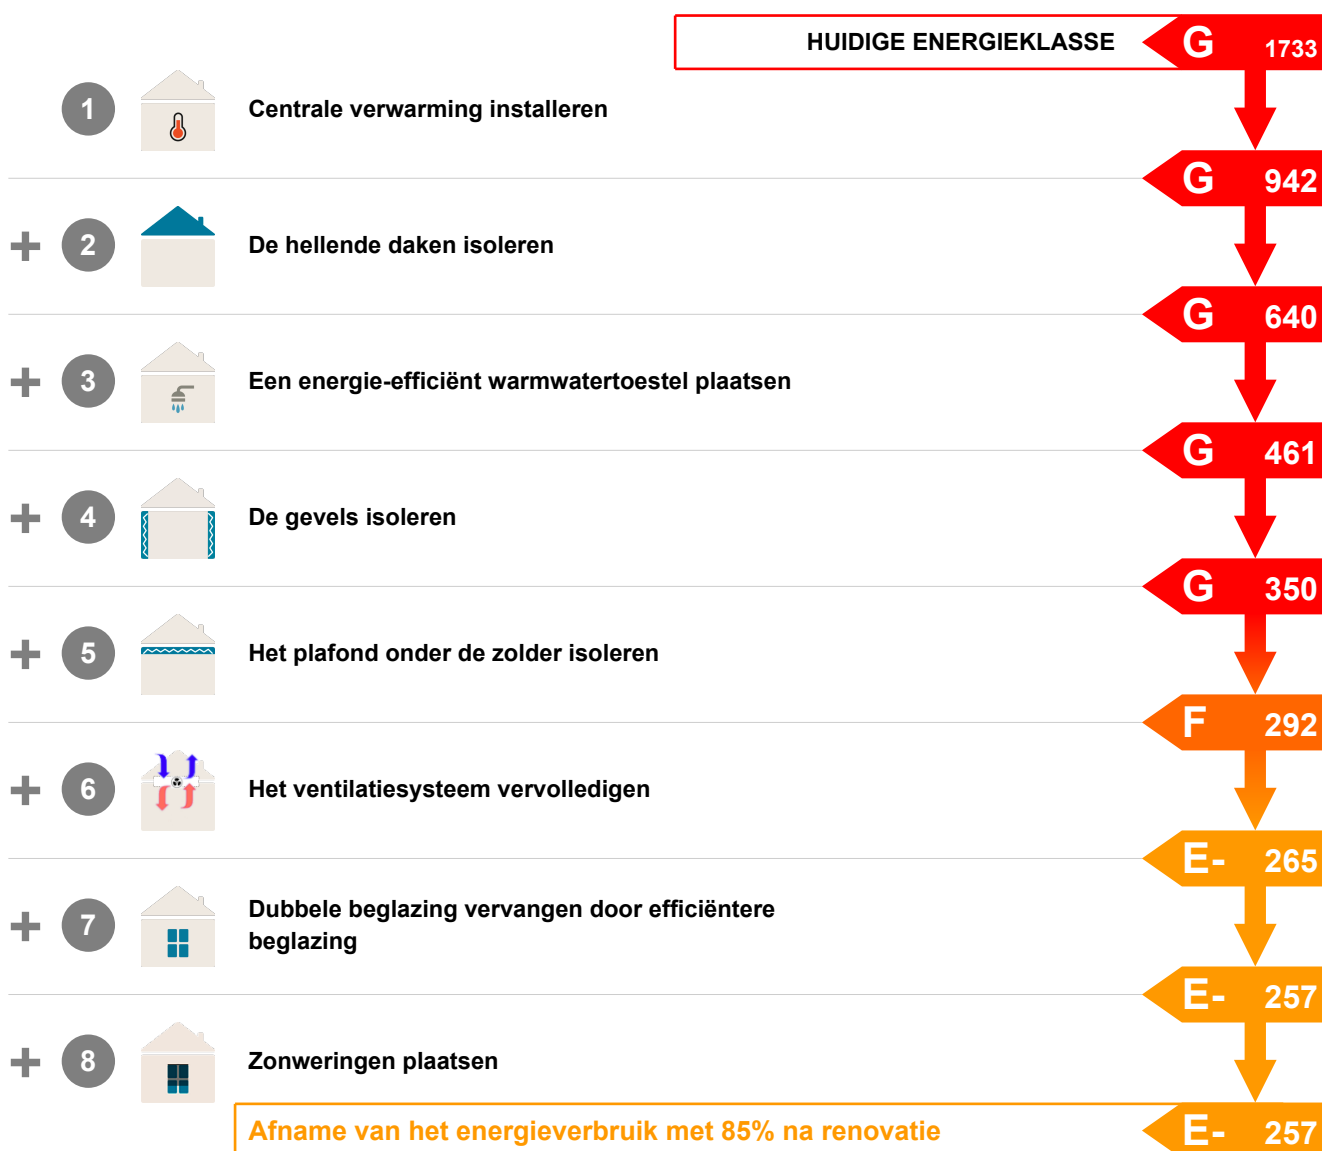 HUIDIGE ENERGIEKLASSE G 1733
1 Centrale verwarming installeren
G 942
+ 2 De hellende daken isoleren
G 640
+ 3 Een energie-efficiënt warmwatertoestel plaatsen
G 461
+ 4 De gevels isoleren
G 350
+ 5 Het plafond onder de zolder isoleren
F 292
+ 6 Het ventilatiesysteem vervolledigen
E- 265
+ 7 Dubbele beglazing vervangen door efficiëntere
beglazing
E- 257
+ 8 Zonweringen plaatsen
Afname van het energieverbruik met 85% na renovatie E- 257